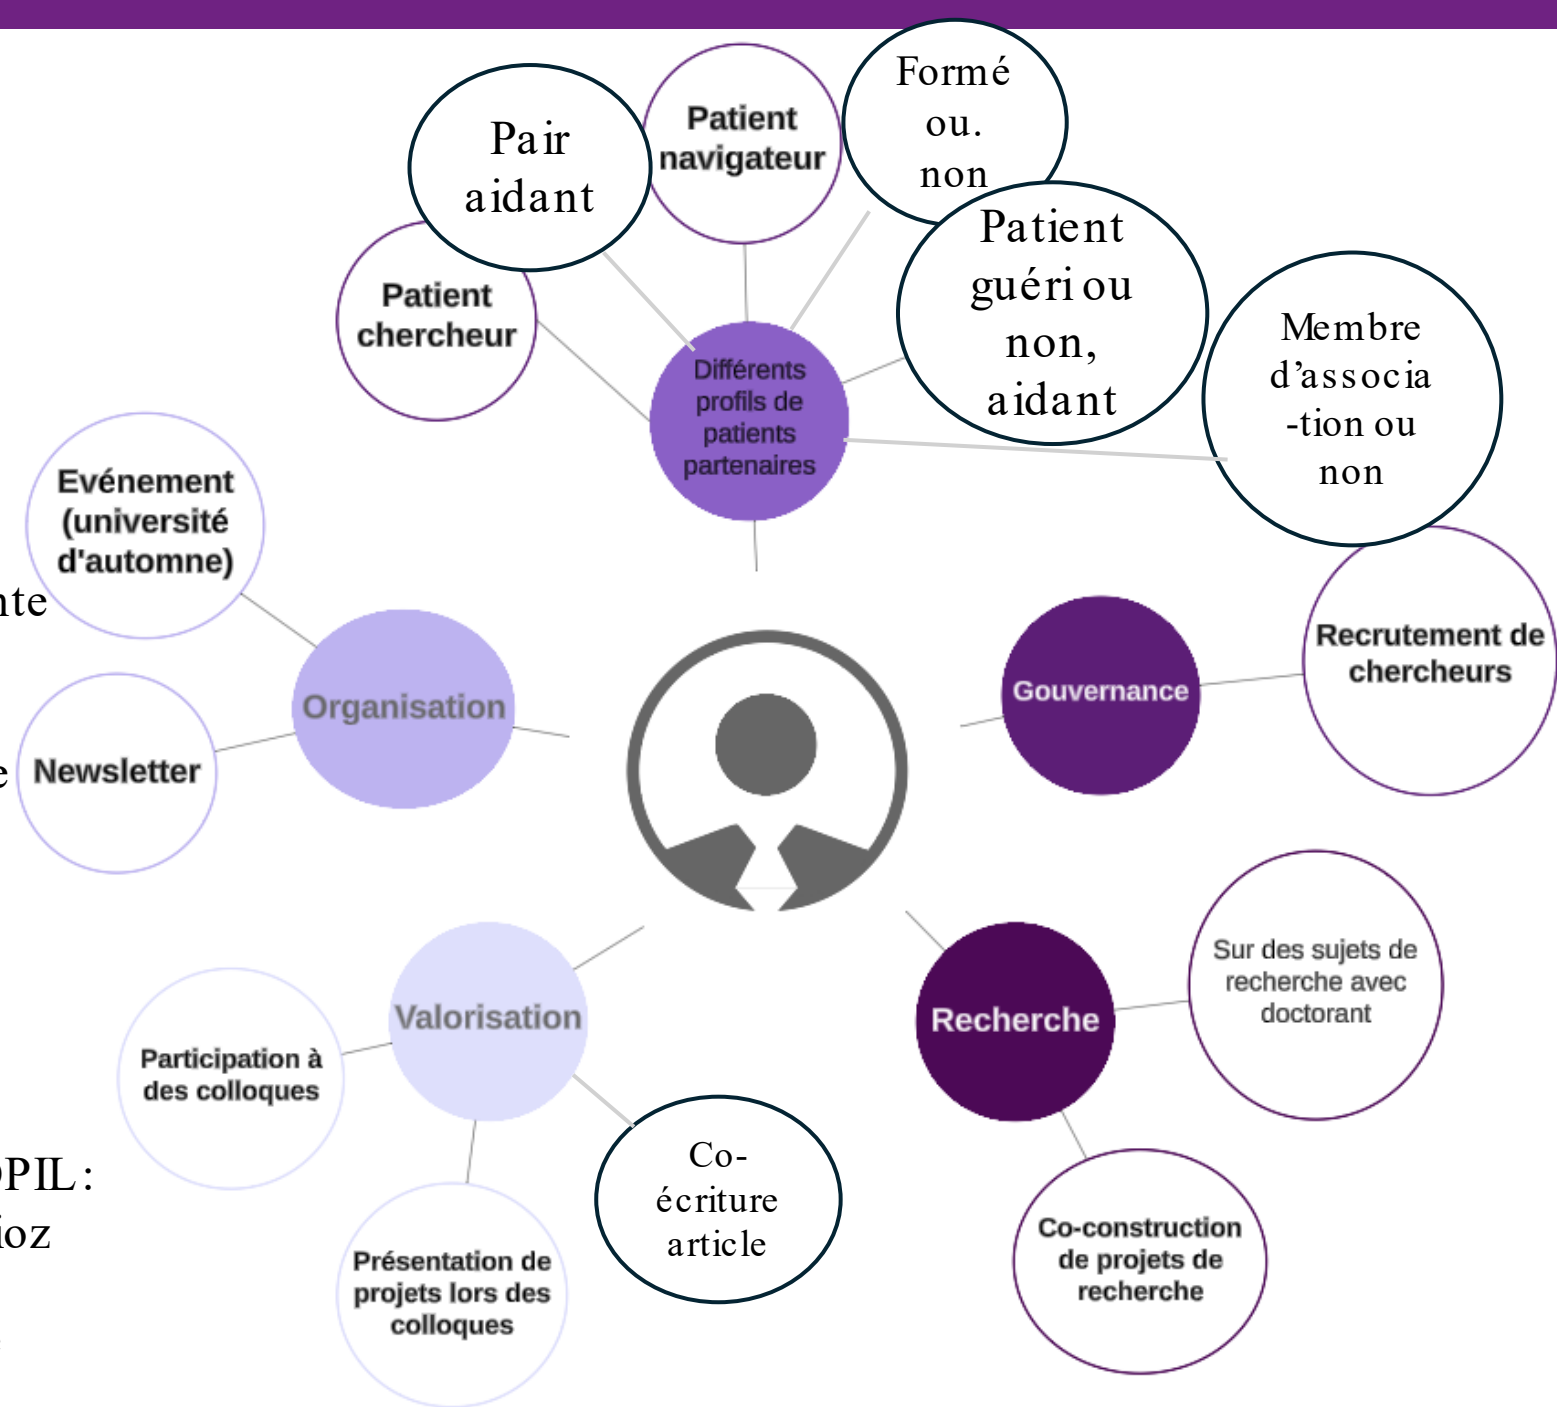 Pair
aidant
Patient
navigateur
Formé
ou.
non
Patient
chercheur
Patient
guéri ou
non,
aidant
Membre
d’associa
-tion ou
non
Différents
profils de
patients
partenaires
Evénement
(université
d'automne)
Organisation
Newsletter
Gouvernance
Recrutement de
chercheurs
Valorisation
Participation à
des colloques
Présentation de
projets lors des
colloques
Co-
écriture
article
Recherche
Sur des sujets de
recherche avec
doctorant
Co-construction
de projets de
recherche
nte
e
PIL :
ioz